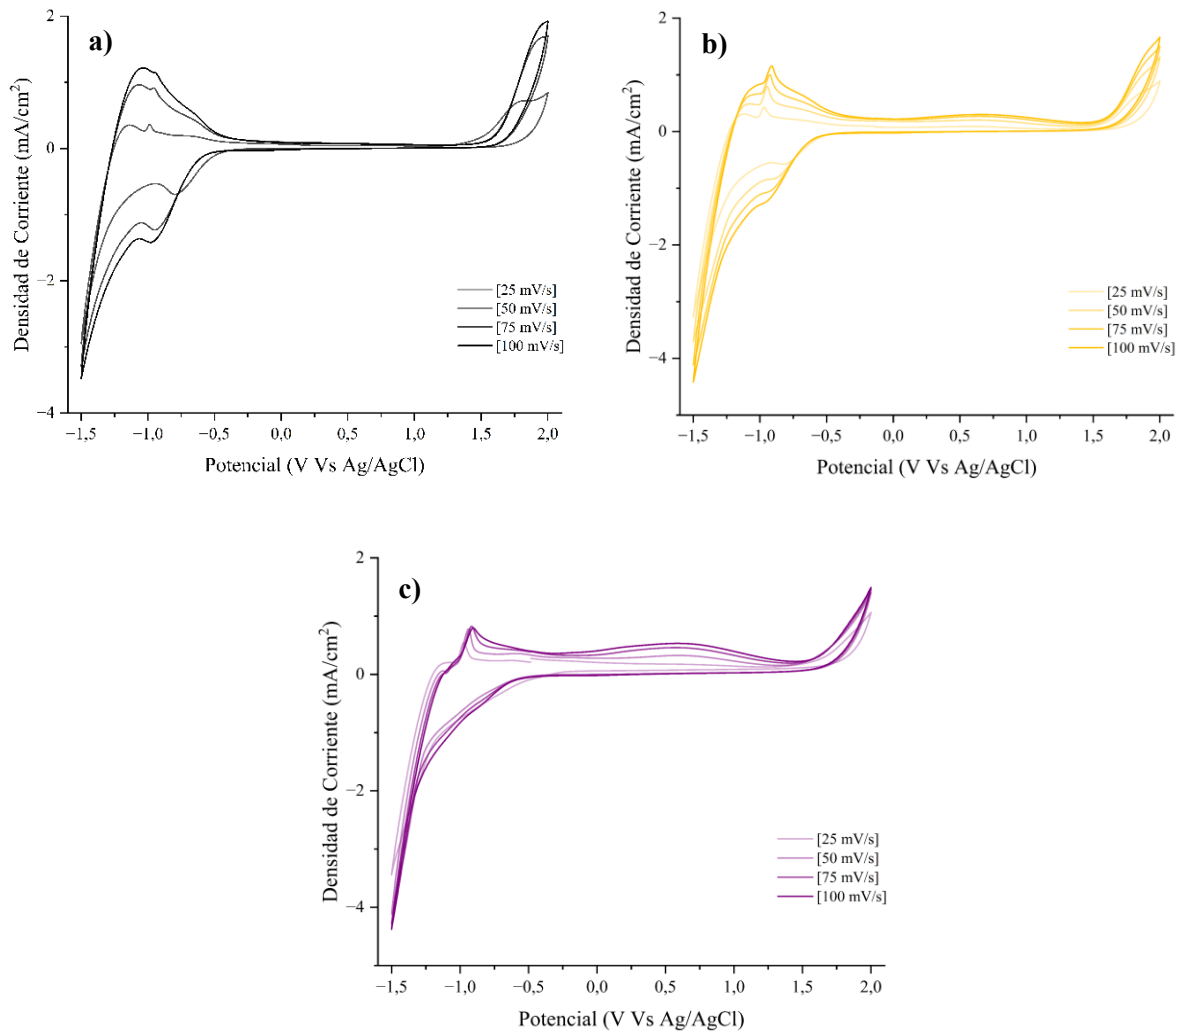 a)
Densidad de Corriente (mA/cm²)
2
0
−2
−4
−1,5 −1,0 −0,5 0,0 0,5 1,0 1,5 2,0
Potencial (V Vs Ag/AgCl)
[25 mV/s]
[50 mV/s]
[75 mV/s]
[100 mV/s]
b)
Densidad de Corriente (mA/cm²)
2
0
−2
−4
−1,5 −1,0 −0,5 0,0 0,5 1,0 1,5 2,0
Potencial (V Vs Ag/AgCl)
[25 mV/s]
[50 mV/s]
[75 mV/s]
[100 mV/s]
c)
Densidad de Corriente (mA/cm²)
2
0
−2
−4
−1,5 −1,0 −0,5 0,0 0,5 1,0 1,5 2,0
Potencial (V Vs Ag/AgCl)
[25 mV/s]
[50 mV/s]
[75 mV/s]
[100 mV/s]